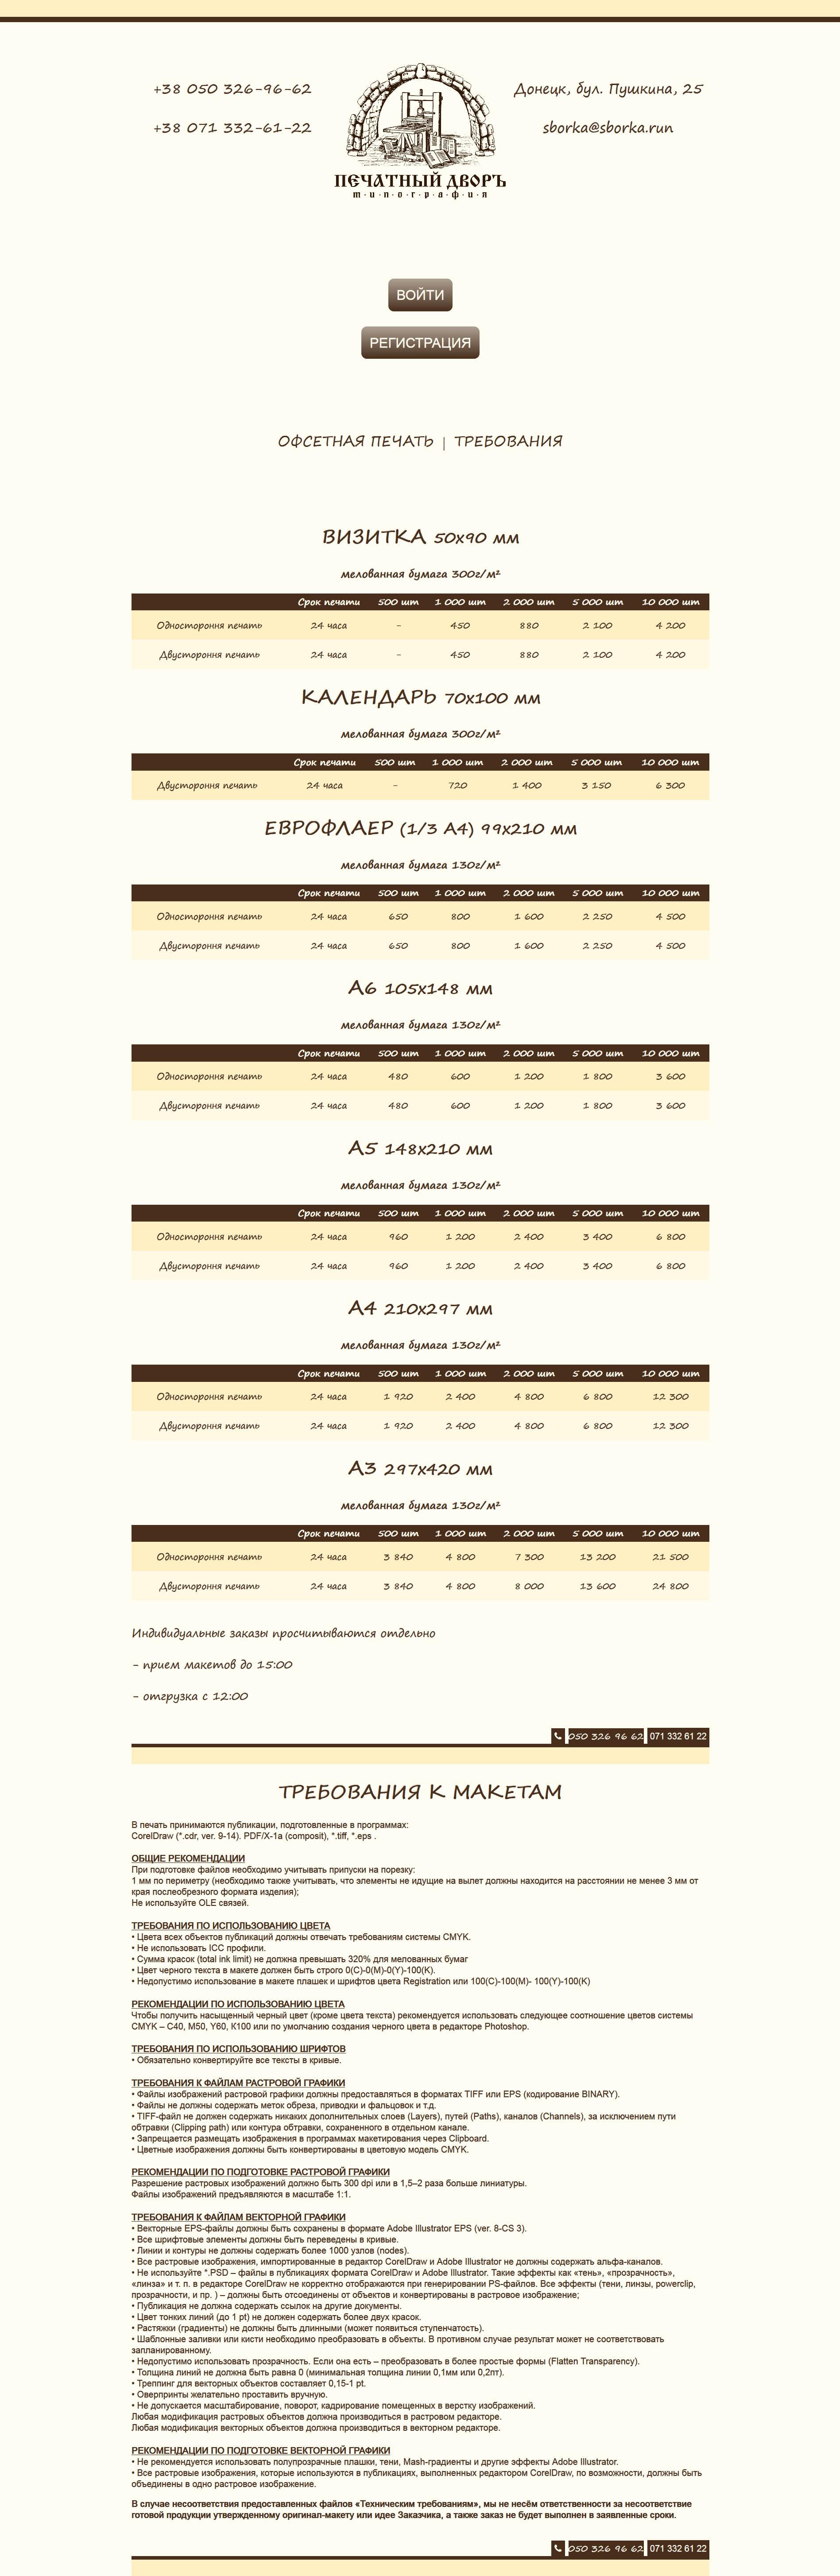 +38 050 326-96-62
+38 071 332-61-22
ПЕЧАТНЫЙ ДВОРЪ
т·и·п·о·г·р·а·ф·и·я
Донецк, бул. Пушкина, 25
sborka@sborka.run
ВОЙТИ
РЕГИСТРАЦИЯ
ОФСЕТНАЯ ПЕЧАТЬ | ТРЕБОВАНИЯ
ВИЗИТКА 50х90 мм
мелованная бумага 300г/м²
Срок печати 500 шт 1 000 шт 2 000 шт 5 000 шт 10 000 шт
Одностороння печать 24 часа - 450 880 2 100 4 200
Двустороння печать 24 часа - 450 880 2 100 4 200
КАЛЕНДАРЬ 70х100 мм
мелованная бумага 300г/м²
Срок печати 500 шт 1 000 шт 2 000 шт 5 000 шт 10 000 шт
Двустороння печать 24 часа - 720 1 400 3 150 6 300
ЕВРОФЛАЕР (1/3 А4) 99х210 мм
мелованная бумага 130г/м²
Срок печати 500 шт 1 000 шт 2 000 шт 5 000 шт 10 000 шт
Одностороння печать 24 часа 650 800 1 600 2 250 4 500
Двустороння печать 24 часа 650 800 1 600 2 250 4 500
А6 105х148 мм
мелованная бумага 130г/м²
Срок печати 500 шт 1 000 шт 2 000 шт 5 000 шт 10 000 шт
Одностороння печать 24 часа 480 600 1 200 1 800 3 600
Двустороння печать 24 часа 480 600 1 200 1 800 3 600
А5 148х210 мм
мелованная бумага 130г/м²
Срок печати 500 шт 1 000 шт 2 000 шт 5 000 шт 10 000 шт
Одностороння печать 24 часа 960 1 200 2 400 3 400 6 800
Двустороння печать 24 часа 960 1 200 2 400 3 400 6 800
А4 210х297 мм
мелованная бумага 130г/м²
Срок печати 500 шт 1 000 шт 2 000 шт 5 000 шт 10 000 шт
Одностороння печать 24 часа 1 920 2 400 4 800 6 800 12 300
Двустороння печать 24 часа 1 920 2 400 4 800 6 800 12 300
А3 297х420 мм
мелованная бумага 130г/м²
Срок печати 500 шт 1 000 шт 2 000 шт 5 000 шт 10 000 шт
Одностороння печать 24 часа 3 840 4 800 7 300 13 200 21 500
Двустороння печать 24 часа 3 840 4 800 8 000 13 600 24 800
Индивидуальные заказы просчитываются отдельно
- прием макетов до 15:00
- отгрузка с 12:00
050 326 96 62 071 332 61 22
ТРЕБОВАНИЯ К МАКЕТАМ
В печать принимаются публикации, подготовленные в программах:
CorelDraw (*.cdr, ver. 9-14). PDF/X-1a (composit), *.tiff, *.eps .
ОБЩИЕ РЕКОМЕНДАЦИИ
При подготовке файлов необходимо учитывать припуски на порезку:
1 мм по периметру (необходимо также учитывать, что элементы не идущие на вылет должны находится на расстоянии не менее 3 мм от
края послеобрезного формата изделия);
Не используйте OLE связей.
ТРЕБОВАНИЯ ПО ИСПОЛЬЗОВАНИЮ ЦВЕТА
• Цвета всех объектов публикаций должны отвечать требованиям системы CMYK.
• Не использовать ICC профили.
• Сумма красок (total ink limit) не должна превышать 320% для мелованных бумаг
• Цвет черного текста в макете должен быть строго 0(C)-0(M)-0(Y)-100(K).
• Недопустимо использование в макете плашек и шрифтов цвета Registration или 100(C)-100(M)- 100(Y)-100(K)
РЕКОМЕНДАЦИИ ПО ИСПОЛЬЗОВАНИЮ ЦВЕТА
Чтобы получить насыщенный черный цвет (кроме цвета текста) рекомендуется использовать следующее соотношение цветов системы
CMYK – C40, M50, Y60, К100 или по умолчанию создания черного цвета в редакторе Photoshop.
ТРЕБОВАНИЯ ПО ИСПОЛЬЗОВАНИЮ ШРИФТОВ
• Обязательно конвертируйте все тексты в кривые.
ТРЕБОВАНИЯ К ФАЙЛАМ РАСТРОВОЙ ГРАФИКИ
• Файлы изображений растровой графики должны предоставляться в форматах TIFF или EPS (кодирование BINARY).
• Файлы не должны содержать меток обреза, приводки и фальцовок и т.д.
• TIFF-файл не должен содержать никаких дополнительных слоев (Layers), путей (Paths), каналов (Channels), за исключением пути
обтравки (Clipping path) или контура обтравки, сохраненного в отдельном канале.
• Запрещается размещать изображения в программах макетирования через Clipboard.
• Цветные изображения должны быть конвертированы в цветовую модель CMYK.
РЕКОМЕНДАЦИИ ПО ПОДГОТОВКЕ РАСТРОВОЙ ГРАФИКИ
Разрешение растровых изображений должно быть 300 dpi или в 1,5–2 раза больше линиатуры.
Файлы изображений предъявляются в масштабе 1:1.
ТРЕБОВАНИЯ К ФАЙЛАМ ВЕКТОРНОЙ ГРАФИКИ
• Векторные EPS-файлы должны быть сохранены в формате Adobe Illustrator EPS (ver. 8-CS 3).
• Все шрифтовые элементы должны быть переведены в кривые.
• Линии и контуры не должны содержать более 1000 узлов (nodes).
• Все растровые изображения, импортированные в редактор CorelDraw и Adobe Illustrator не должны содержать альфа-каналов.
• Не используйте *.PSD – файлы в публикациях формата CorelDraw и Adobe Illustrator. Такие эффекты как «тень», «прозрачность»,
«линза» и т. п. в редакторе CorelDraw не корректно отображаются при генерировании PS-файлов. Все эффекты (тени, линзы, powerclip,
прозрачности, и пр. ) – должны быть отсоединены от объектов и конвертированы в растровое изображение;
• Публикация не должна содержать ссылок на другие документы.
• Цвет тонких линий (до 1 pt) не должен содержать более двух красок.
• Растяжки (градиенты) не должны быть длинными (может появиться ступенчатость).
• Шаблонные заливки или кисти необходимо преобразовать в объекты. В противном случае результат может не соответствовать
запланированному.
• Недопустимо использовать прозрачность. Если она есть – преобразовать в более простые формы (Flatten Transparency).
• Толщина линий не должна быть равна 0 (минимальная толщина линии 0,1мм или 0,2пт).
• Треппинг для векторных объектов составляет 0,15-1 pt.
• Оверпринты желательно проставить вручную.
• Не допускается масштабирование, поворот, кадрирование помещенных в верстку изображений.
Любая модификация растровых объектов должна производиться в растровом редакторе.
Любая модификация векторных объектов должна производиться в векторном редакторе.
РЕКОМЕНДАЦИИ ПО ПОДГОТОВКЕ ВЕКТОРНОЙ ГРАФИКИ
• Не рекомендуется использовать полупрозрачные плашки, тени, Mash-градиенты и другие эффекты Adobe Illustrator.
• Все растровые изображения, которые используются в публикациях, выполненных редактором CorelDraw, по возможности, должны быть
объединены в одно растровое изображение.
В случае несоответствия предоставленных файлов «Техническим требованиям», мы не несём ответственности за несоответствие
готовой продукции утвержденному оригинал-макету или идее Заказчика, а также заказ не будет выполнен в заявленные сроки.
050 326 96 62 071 332 61 22